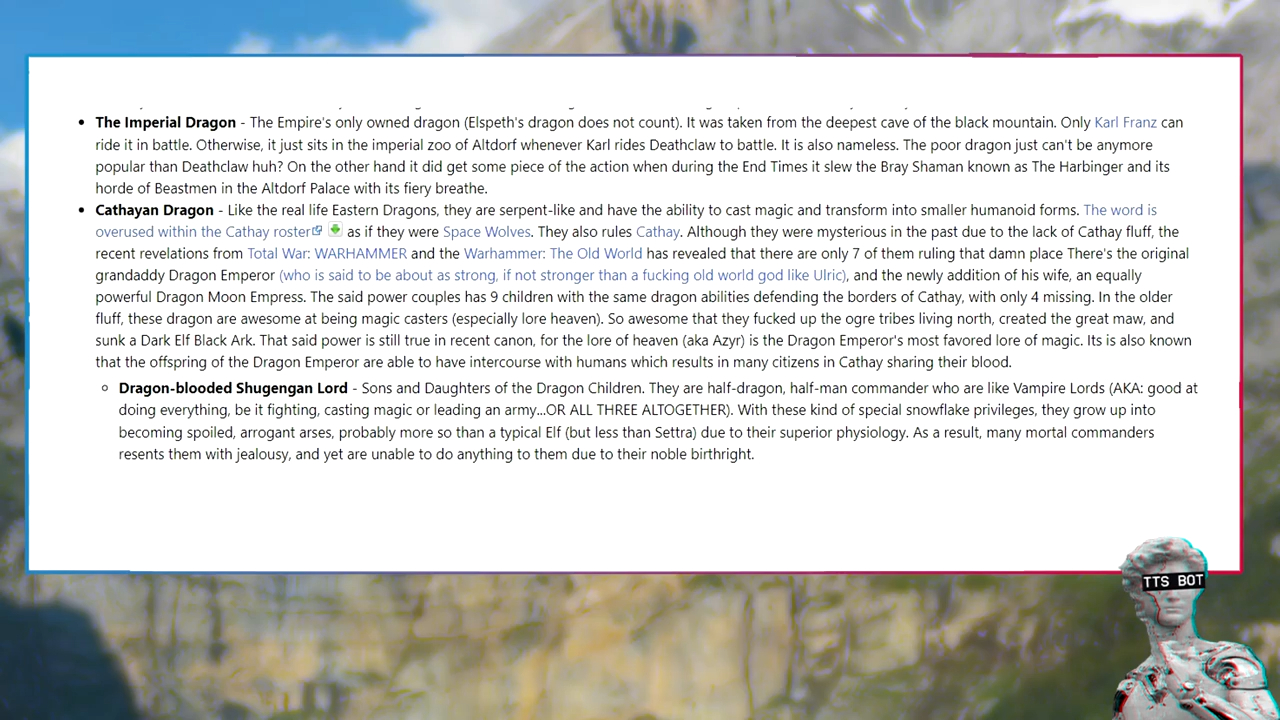 The Imperial Dragon - The Empire's only owned dragon (Elspeth's dragon does not count). It was taken from the deepest cave of the black mountain. Only Karl Franz can
ride it in battle. Otherwise, it just sits in the imperial zoo of Altdorf whenever Karl rides Deathclaw to battle. It is also nameless. The poor dragon just can't be anymore
popular than Deathclaw huh? On the other hand it did get some piece of the action when during the End Times it slew the Bray Shaman known as The Harbinger and its
horde of Beastmen in the Altdorf Palace with its fiery breathe.
Cathayan Dragon - Like the real life Eastern Dragons, they are serpent-like and have the ability to cast magic and transform into smaller humanoid forms. The word is
overused within the Cathay roster as if they were Space Wolves. They also rules Cathay. Although they were mysterious in the past due to the lack of Cathay fluff, the
recent revelations from Total War: WARHAMMER and the Warhammer: The Old World has revealed that there are only 7 of them ruling that damn place There's the original
grandaddy Dragon Emperor (who is said to be about as strong, if not stronger than a fucking old world god like Ulric), and the newly addition of his wife, an equally
powerful Dragon Moon Empress. The said power couples has 9 children with the same dragon abilities defending the borders of Cathay, with only 4 missing. In the older
fluff, these dragon are awesome at being magic casters (especially lore heaven). So awesome that they fucked up the ogre tribes living north, created the great maw, and
sunk a Dark Elf Black Ark. That said power is still true in recent canon, for the lore of heaven (aka Azyr) is the Dragon Emperor's most favored lore of magic. Its is also known
that the offspring of the Dragon Emperor are able to have intercourse with humans which results in many citizens in Cathay sharing their blood.
Dragon-blooded Shugengan Lord - Sons and Daughters of the Dragon Children. They are half-dragon, half-man commander who are like Vampire Lords (AKA: good at
doing everything, be it fighting, casting magic or leading an army...OR ALL THREE ALTOGETHER). With these kind of special snowflake privileges, they grow up into
becoming spoiled, arrogant arses, probably more so than a typical Elf (but less than Settra) due to their superior physiology. As a result, many mortal commanders
resents them with jealousy, and yet are unable to do anything to them due to their noble birthright.
TTS BOT